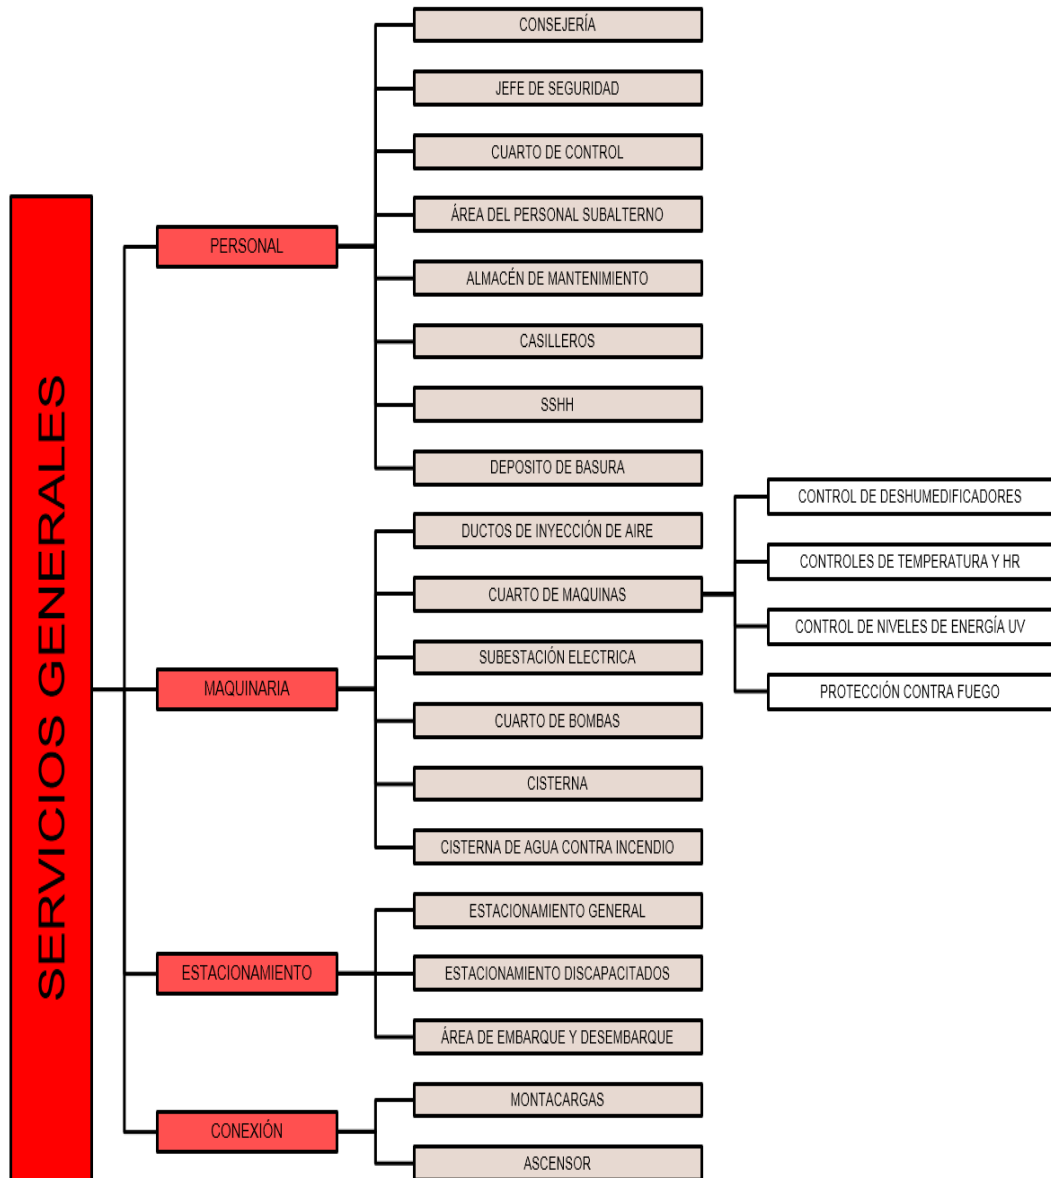 SERVICIOS GENERALES
PERSONAL
CONSEJERÍA
JEFE DE SEGURIDAD
CUARTO DE CONTROL
ÁREA DEL PERSONAL SUBALTERNO
ALMACÉN DE MANTENIMIENTO
CASILLEROS
SSHH
DEPOSITO DE BASURA
MAQUINARIA
DUCTOS DE INYECCIÓN DE AIRE
CUARTO DE MAQUINAS
CONTROL DE DESHUMEDIFICADORES
CONTROLES DE TEMPERATURA Y HR
CONTROL DE NIVELES DE ENERGÍA UV
PROTECCIÓN CONTRA FUEGO
SUBESTACIÓN ELECTRICA
CUARTO DE BOMBAS
CISTERNA
CISTERNA DE AGUA CONTRA INCENDIO
ESTACIONAMIENTO
ESTACIONAMIENTO GENERAL
ESTACIONAMIENTO DISCAPACITADOS
ÁREA DE EMBARQUE Y DESEMBARQUE
CONEXIÓN
MONTACARGAS
ASCENSOR